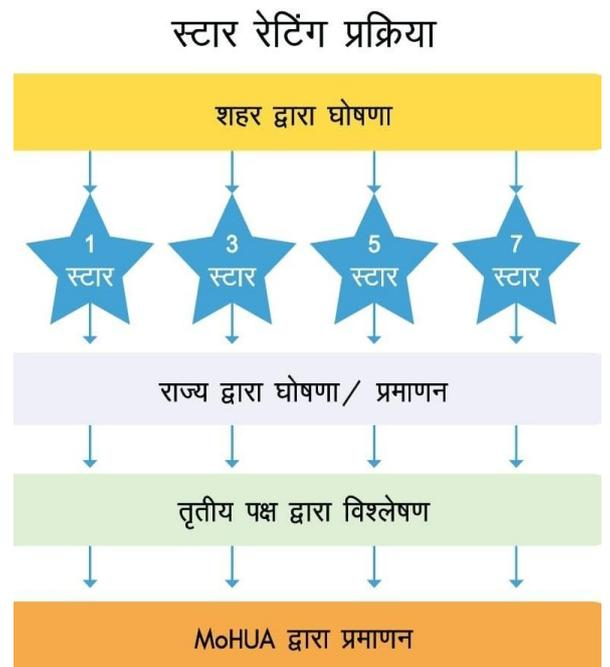 स्टार रेटिंग प्रक्रिया
शहर द्वारा घोषणा
1
स्टार
3
स्टार
5
स्टार
7
स्टार
राज्य द्वारा घोषणा/ प्रमाणन
तृतीय पक्ष द्वारा विश्लेषण
MoHUA द्वारा प्रमाणन